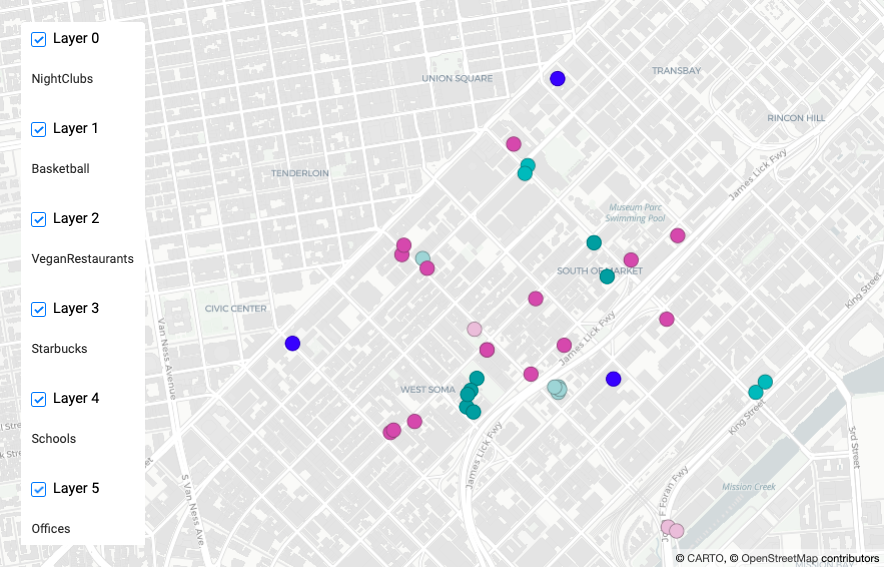 Layer 0
NightClubs
Layer 1
Basketball
Layer 2
VeganRestaurants
Layer 3
Starbucks
Layer 4
Schools
Layer 5
Offices
UNION SQUARE
TRANSBAY
RINCON HILL
TENDERLOIN
James Lick Fwy
Museum Parc
Swimming Pool
SOUTH OF MARKET
King Street
CIVIC CENTER
Van Ness Avenue
James Lick Fwy
WEST SOMA
King Street
3rd Street
James Lick Fwy
S Van Ness Ave
Mission Creek
F Foran Fwy
© CARTO, © OpenStreetMap contributors
MISSION BAY